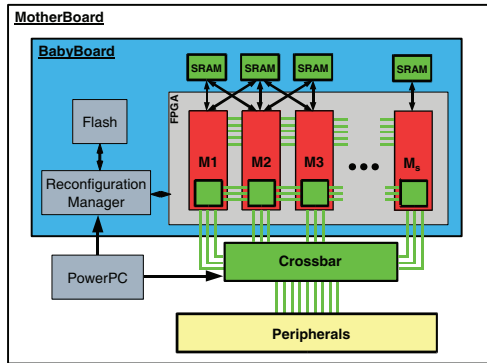 MotherBoard
BabyBoard
SRAM SRAM SRAM SRAM
FPGA
Flash
M1 M2 M3 ••• Ms
Reconfiguration
Manager
PowerPC
Crossbar
Peripherals